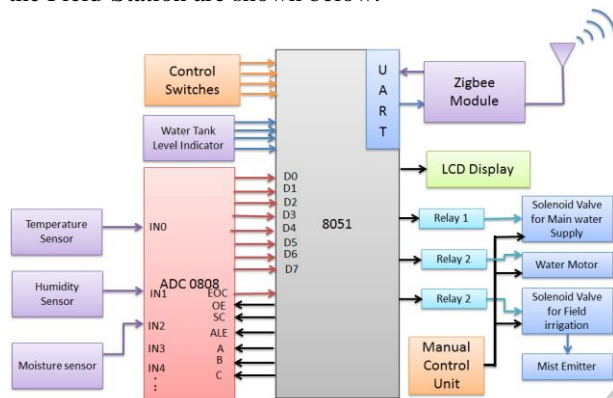 the Field Station are shown below.
Control
Switches
Water Tank
Level Indicator
U
A
R
T
Zigbee
Module
LCD Display
8051
D0
D1
D2
D3
D4
D5
D6
D7
Temperature
Sensor
IN0
ADC 0808
Humidity
Sensor
IN1
EOC
OE
SC
ALE
A
B
C
Moisture sensor
IN2
IN3
IN4
Relay 1
Solenoid Valve
for Main water
Supply
Relay 2
Water Motor
Relay 2
Solenoid Valve
for Field
irrigation
Manual
Control
Unit
Mist Emitter